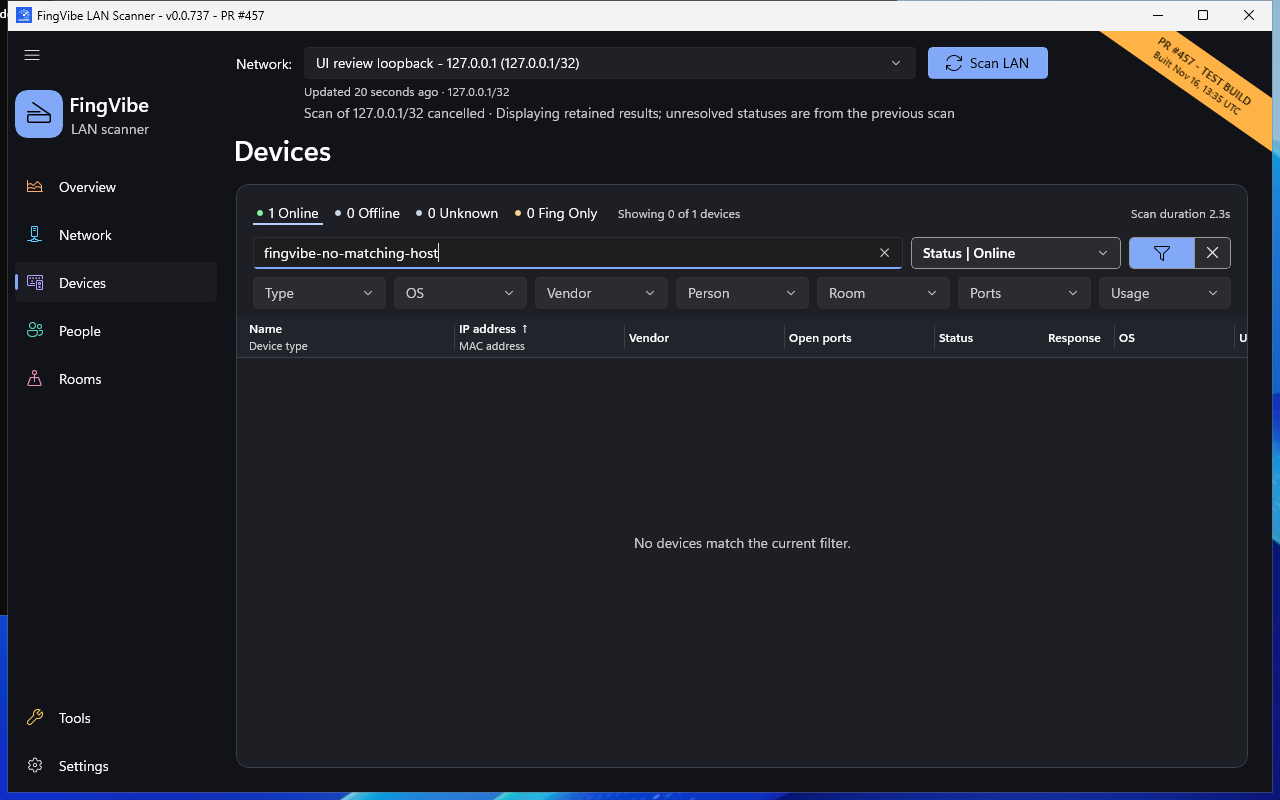 FingVibe LAN Scanner - v0.0.737 - PR #457
Network:
UI review loopback - 127.0.0.1 (127.0.0.1/32)
Scan LAN
PR #457 - TEST BUILD
Built Nov 16, 13:35 UTC
Updated 20 seconds ago · 127.0.0.1/32
Scan of 127.0.0.1/32 cancelled · Displaying retained results; unresolved statuses are from the previous scan
FingVibe
LAN scanner
Overview
Network
Devices
People
Rooms
Tools
Settings
Devices
1 Online 0 Offline 0 Unknown 0 Fing Only Showing 0 of 1 devices Scan duration 2.3s
fingvibe-no-matching-host Status | Online
Type OS Vendor Person Room Ports Usage
Name IP address ↑ Vendor Open ports Status Response OS U
Device type MAC address
No devices match the current filter.